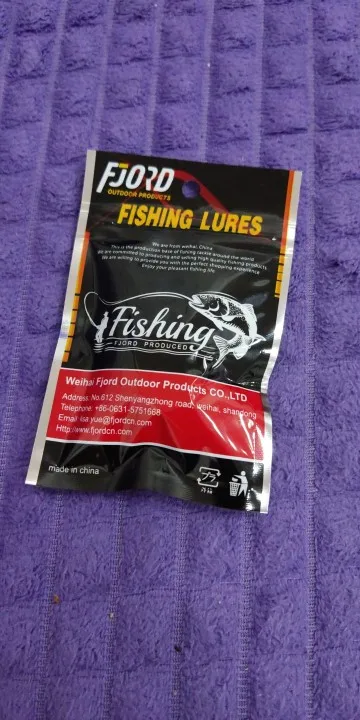 FJORD
OUTDOOR PRODUCTS
FISHING LURES
We are from weihai, China
This is the production base of fishing tackle around the world
We are committed to producing and selling high quality fishing products
We are willing to provide you with the perfect shopping experience
Enjoy your pleasant fishing life.
Fishing
FJORD PRODUCED
Weihai Fjord Outdoor Products CO.,LTD
Address: No.612 Shenyangzhong road, weihai, shandong
Telephone: +86-0631-5751668
Email: yue@fjordcn.com
Http://www.fjordcn.com
made in china
プラ